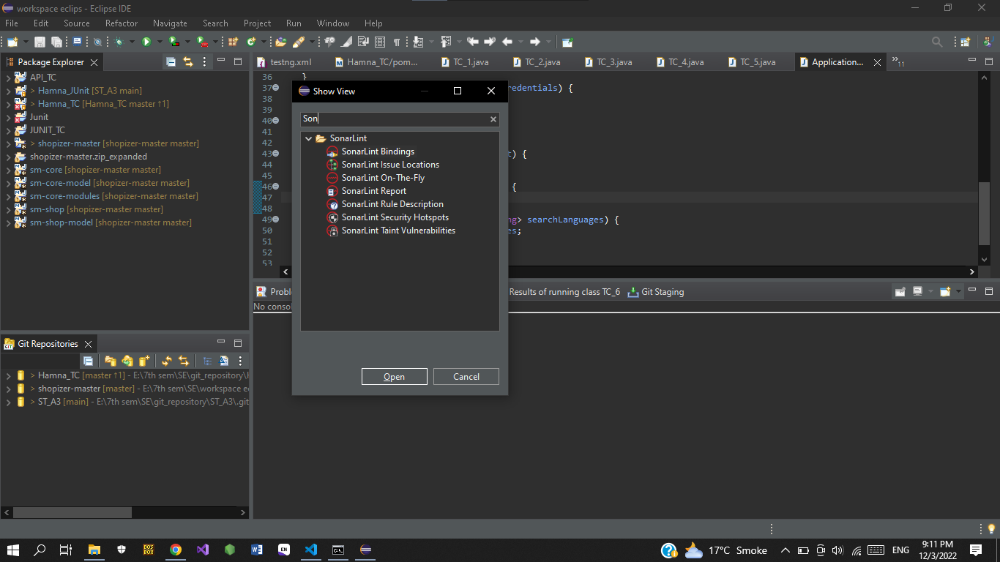 workspace eclips - Eclipse IDE
File Edit Source Refactor Navigate Search Project Run Window Help
Package Explorer
testng.xml Hamna_TC/pom... TC_1.java TC_2.java TC_3.java TC_4.java TC_5.java Application... »11
API_TC
> Hamna_JUnit [ST_A3 main]
> Hamna_TC [Hamna_TC master ↑1]
Junit
JUNIT_TC
> shopizer-master [shopizer-master master]
shopizer-master.zip_expanded
sm-core [shopizer-master master]
sm-core-model [shopizer-master master]
sm-core-modules [shopizer-master master]
sm-shop [shopizer-master master]
sm-shop-model [shopizer-master master]
36 }
37 redentials) {
38
39
40
41
42
43 t) {
44
45
46 {
47
48
49 ng> searchLanguages) {
50 es;
51
52
53
Show View
Son
SonarLint
SonarLint Bindings
SonarLint Issue Locations
SonarLint On-The-Fly
SonarLint Report
SonarLint Rule Description
SonarLint Security Hotspots
SonarLint Taint Vulnerabilities
Open Cancel
Probl Results of running class TC_6 Git Staging
No consol
Git Repositories
> Hamna_TC [master ↑1] - E:\7th sem\SE\git_repository\H
> shopizer-master [master] - E:\7th sem\SE\workspace ec
> ST_A3 [main] - E:\7th sem\SE\git_repository\ST_A3\.git
DOS BOX
EN
17°C Smoke
ENG
9:11 PM
12/3/2022